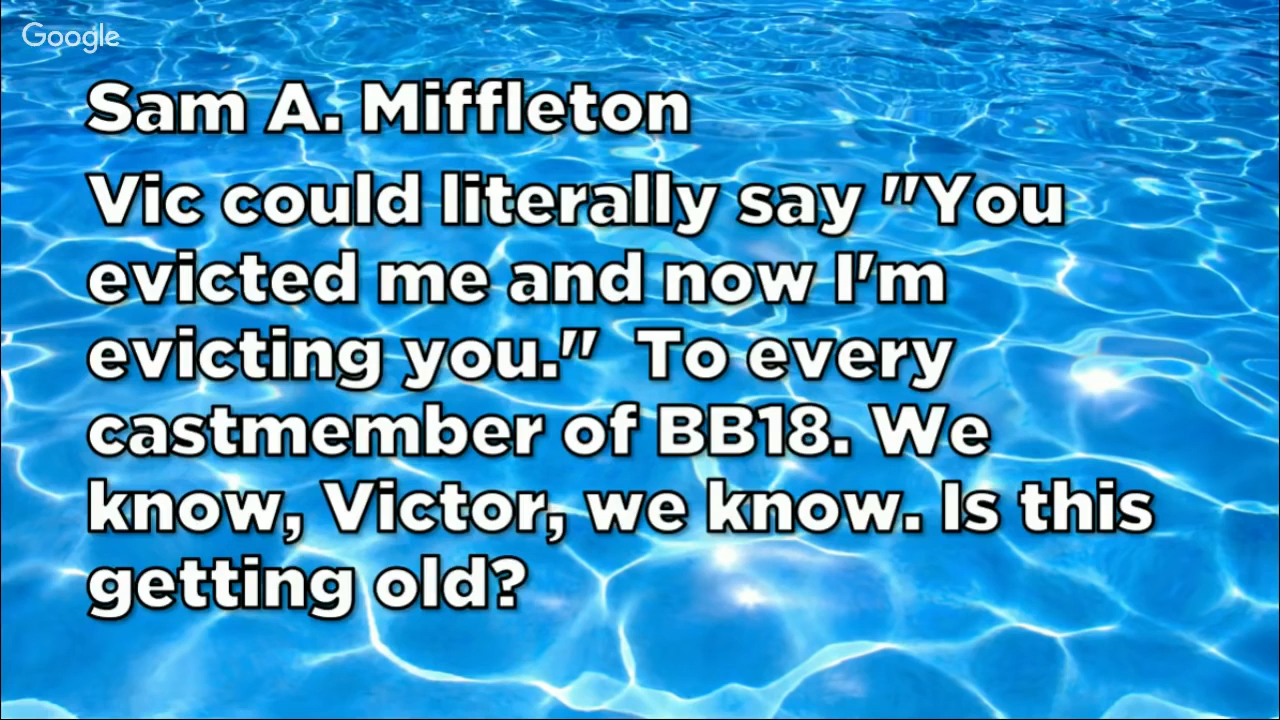 Google
Sam A. Miffleton
Vic could literally say "You
evicted me and now I'm
evicting you."  To every
castmember of BB18. We
know, Victor, we know. Is this
getting old?